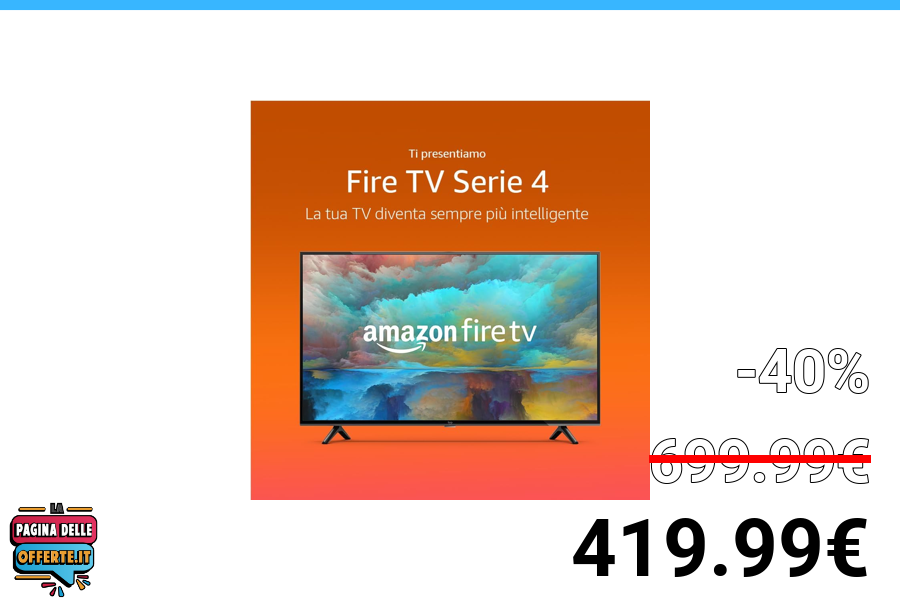 Ti presentiamo
Fire TV Serie 4
La tua TV diventa sempre più intelligente
amazon fire tv
-40%
699.99€
419.99€
LA
PAGINA DELLE
OFFERTE.IT